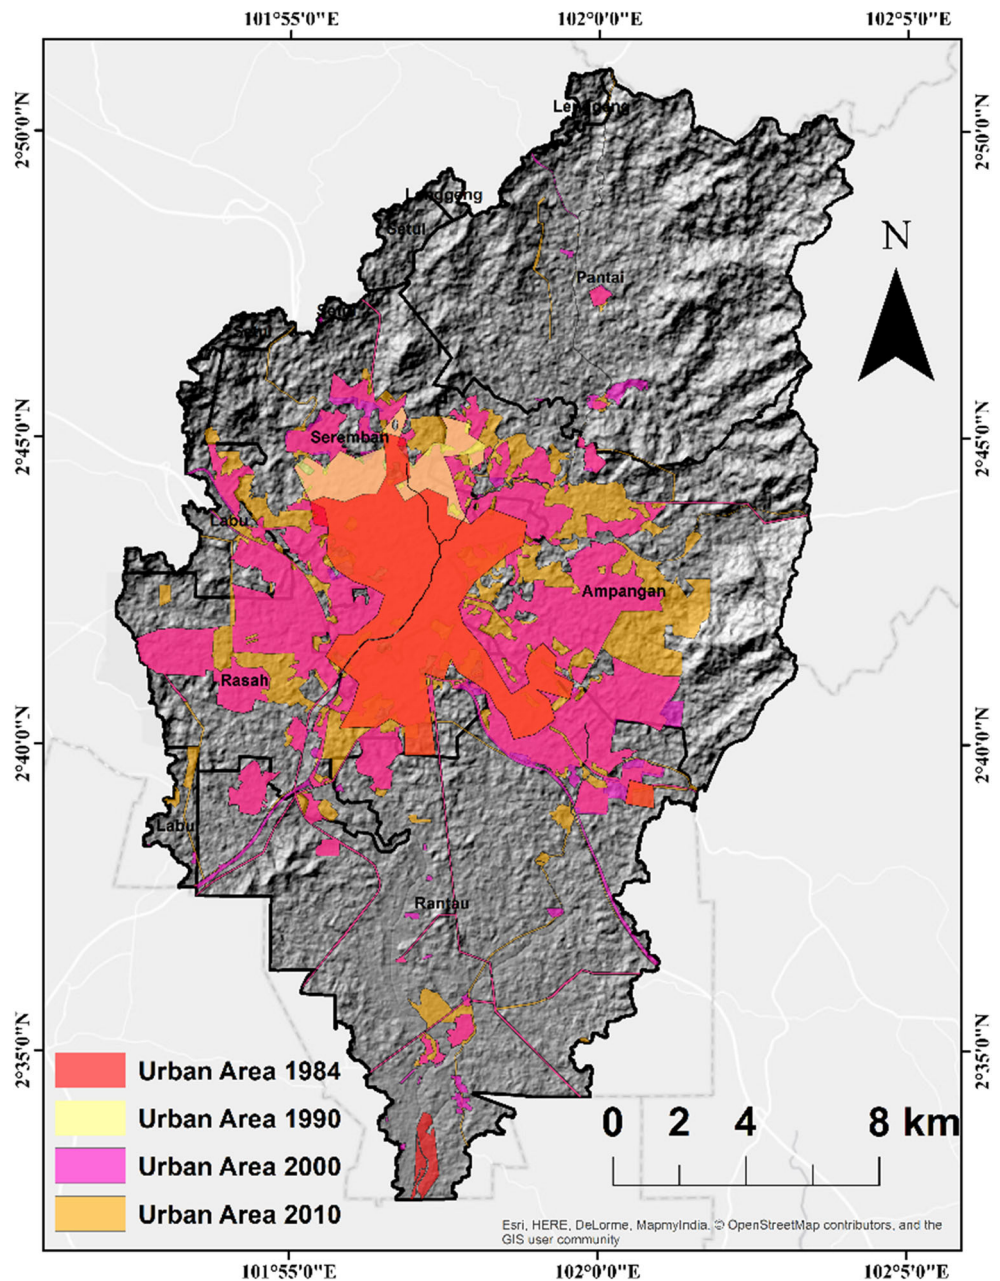 101°55'0"E 102°0'0"E 102°5'0"E
2°50'0"N 2°50'0"N
Lenggeng
Lenggeng
Setul
N
Pantai
Setul
Setul
2°45'0"N 2°45'0"N
Seremban
Labu
Ampangan
Rasah
2°40'0"N 2°40'0"N
Labu
Rantau
2°35'0"N 2°35'0"N
Urban Area 1984
Urban Area 1990
Urban Area 2000
Urban Area 2010
0 2 4 8 km
Esri, HERE, DeLorme, MapmyIndia, © OpenStreetMap contributors, and the
GIS user community
101°55'0"E 102°0'0"E 102°5'0"E